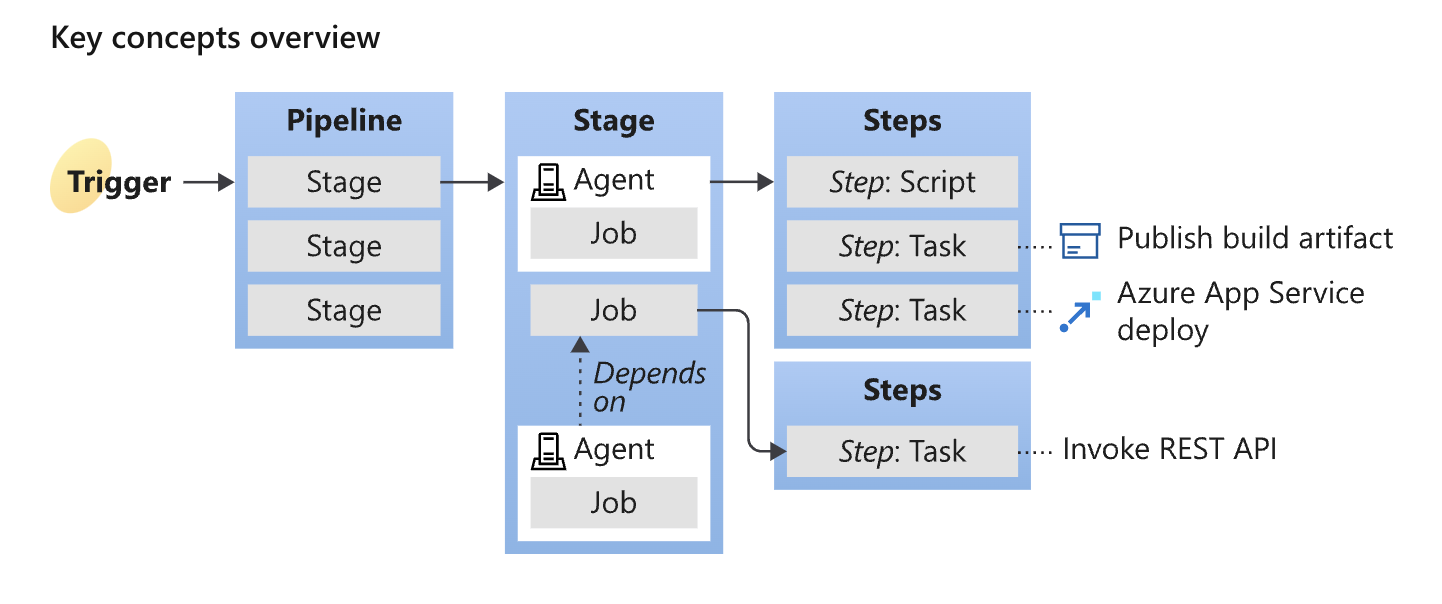 Key concepts overview
Trigger
Pipeline
Stage
Stage
Stage
Stage
Agent
Job
Job
Depends
on
Agent
Job
Steps
Step: Script
Step: Task
Publish build artifact
Step: Task
Azure App Service
deploy
Steps
Step: Task
Invoke REST API